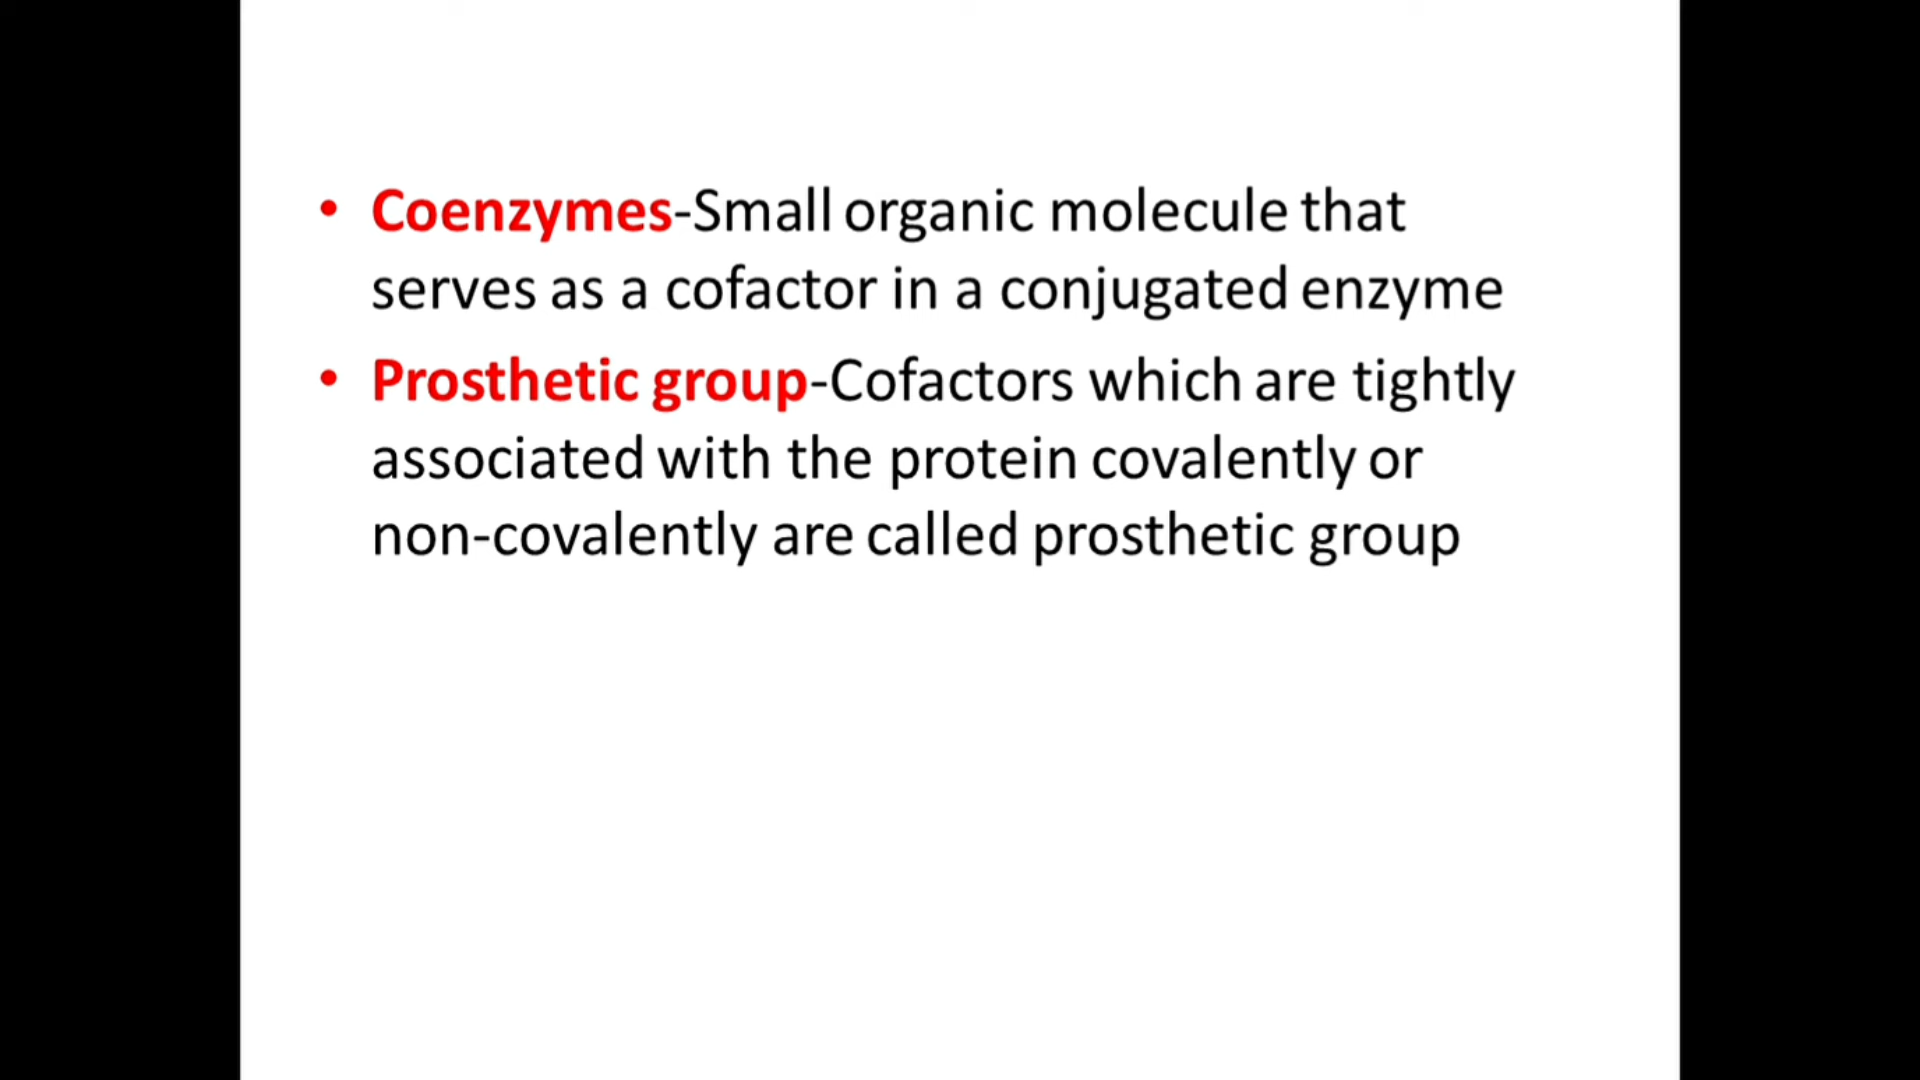 • Coenzymes-Small organic molecule that
serves as a cofactor in a conjugated enzyme
• Prosthetic group-Cofactors which are tightly
associated with the protein covalently or
non-covalently are called prosthetic group